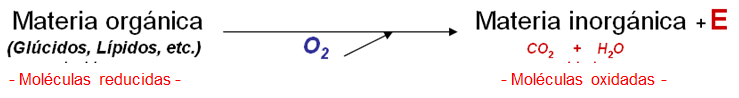 Materia orgánica
(Glúcidos, Lípidos, etc.)
- Moléculas reducidas -
O₂
Materia inorgánica + E
CO₂ + H₂O
- Moléculas oxidadas -